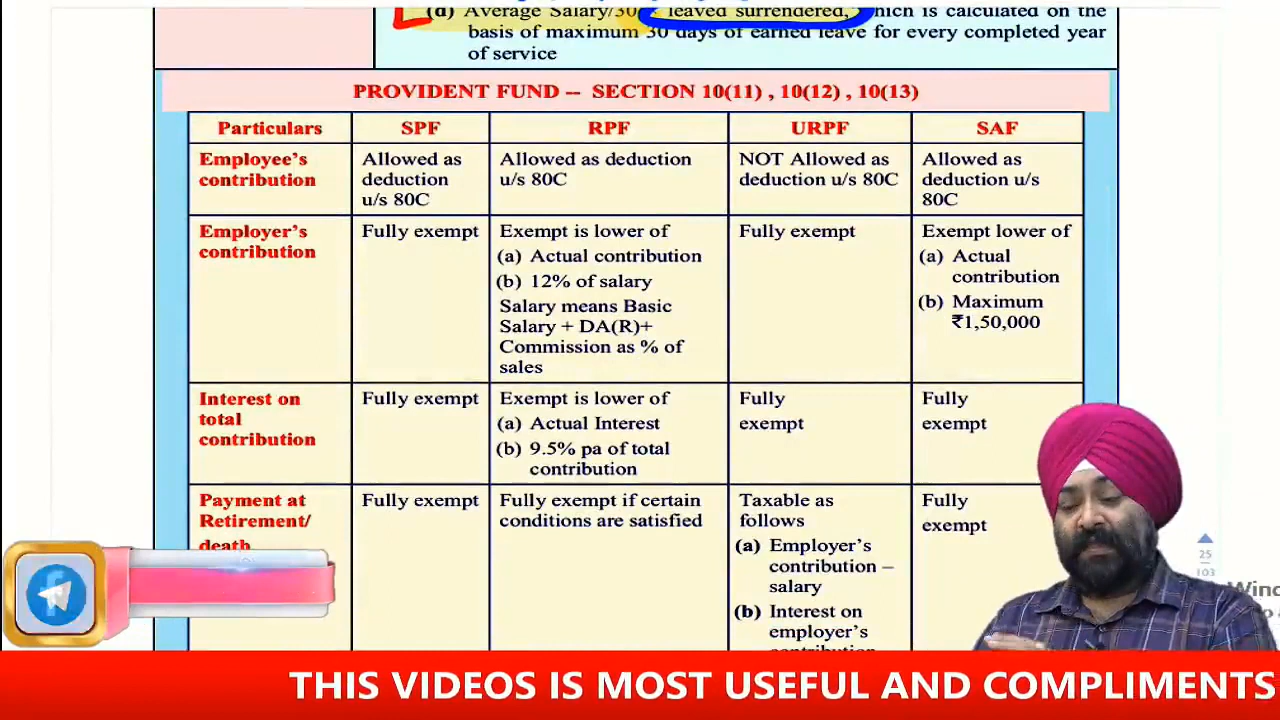 (d) Average Salary/30 × leaved surrendered, which is calculated on the
basis of maximum 30 days of earned leave for every completed year
of service
PROVIDENT FUND -- SECTION 10(11) , 10(12) , 10(13)
Particulars SPF RPF URPF SAF
Employee's contribution
Allowed as deduction u/s 80C
Allowed as deduction u/s 80C
NOT Allowed as deduction u/s 80C
Allowed as deduction u/s 80C
Employer's contribution
Fully exempt
Exempt is lower of
(a) Actual contribution
(b) 12% of salary
Salary means Basic
Salary + DA(R)+
Commission as % of
sales
Fully exempt
Exempt lower of
(a) Actual
contribution
(b) Maximum
₹1,50,000
Interest on
total
contribution
Fully exempt
Exempt is lower of
(a) Actual Interest
(b) 9.5% pa of total
contribution
Fully
exempt
Fully
exempt
Payment at
Retirement/
death
Fully exempt
Fully exempt if certain
conditions are satisfied
Taxable as
follows
(a) Employer's
contribution –
salary
(b) Interest on
employer's
contribution
Fully
exempt
25
103
THIS VIDEOS IS MOST USEFUL AND COMPLIMENTS